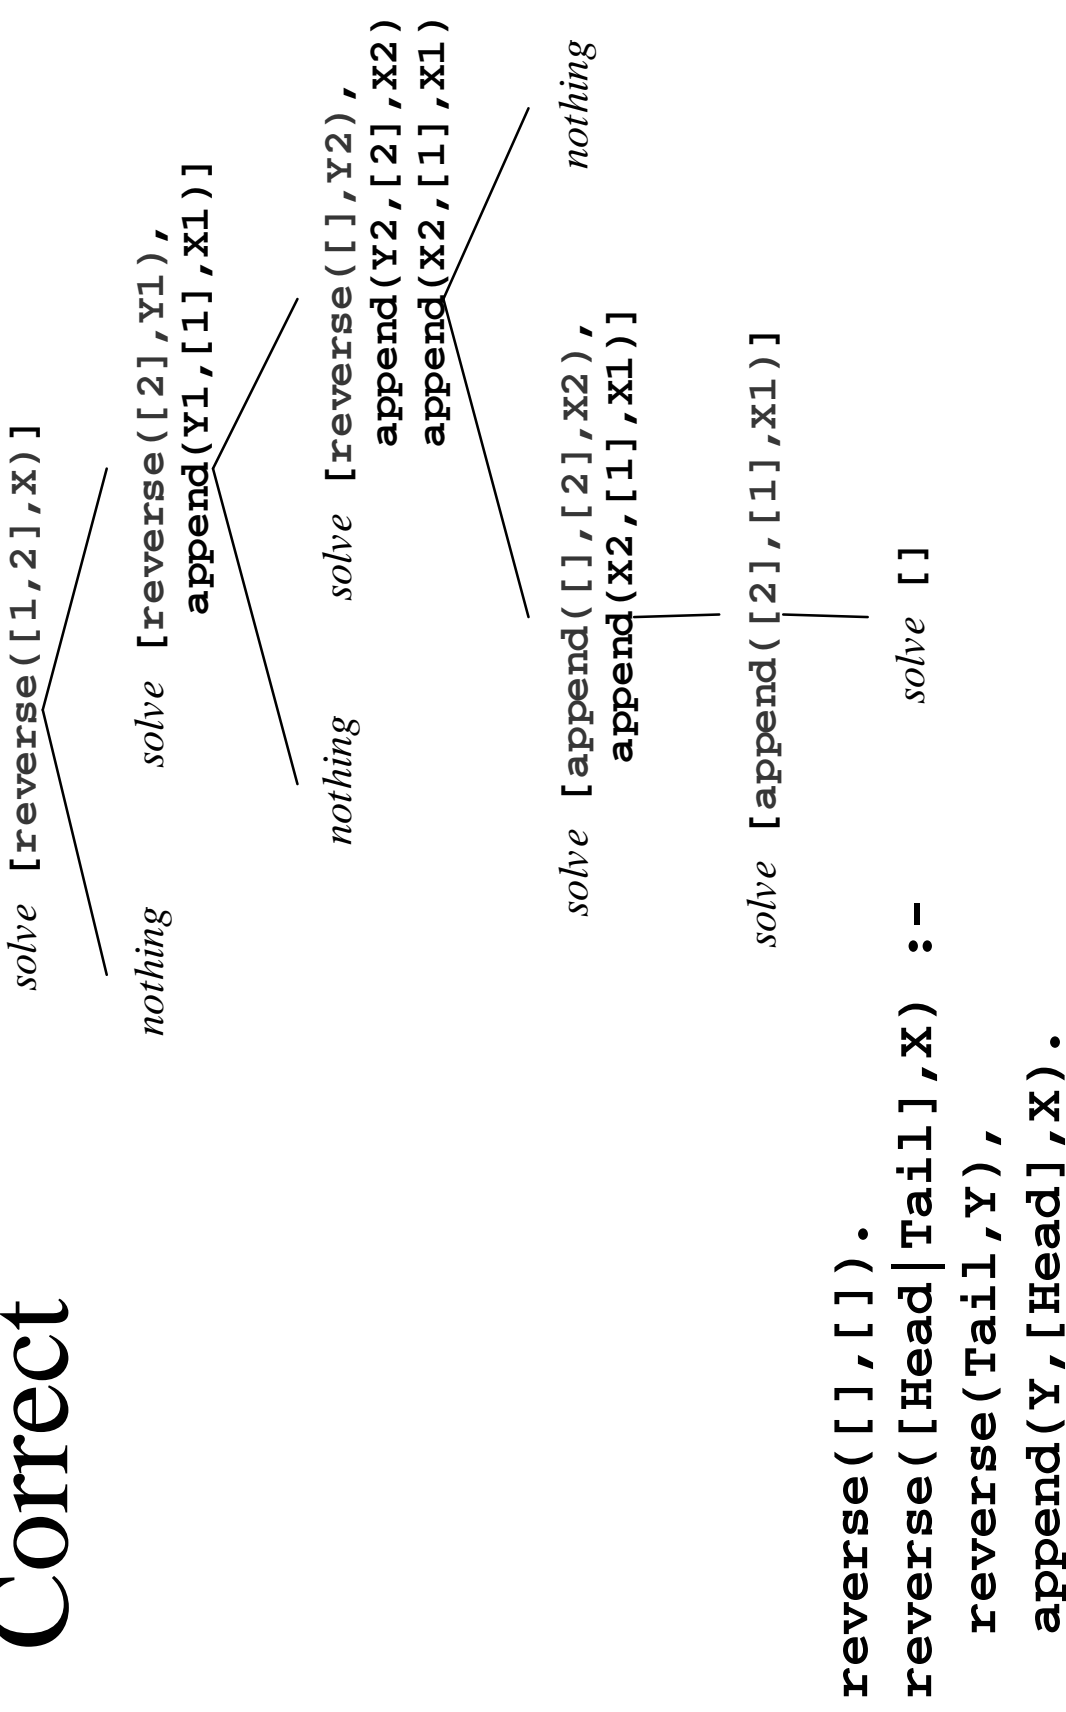 Correct
solve [reverse([1,2],X)]
nothing
solve [reverse([2],Y1),
append(Y1,[1],X1)]
nothing
solve [reverse([],Y2),
append(Y2,[2],X2)
append(X2,[1],X1)
solve [append([],[2],X2),
append(X2,[1],X1)]
nothing
solve [append([2],[1],X1)]
solve []
reverse([],[]).
reverse([Head|Tail],X) :-
reverse(Tail,Y),
append(Y,[Head],X).